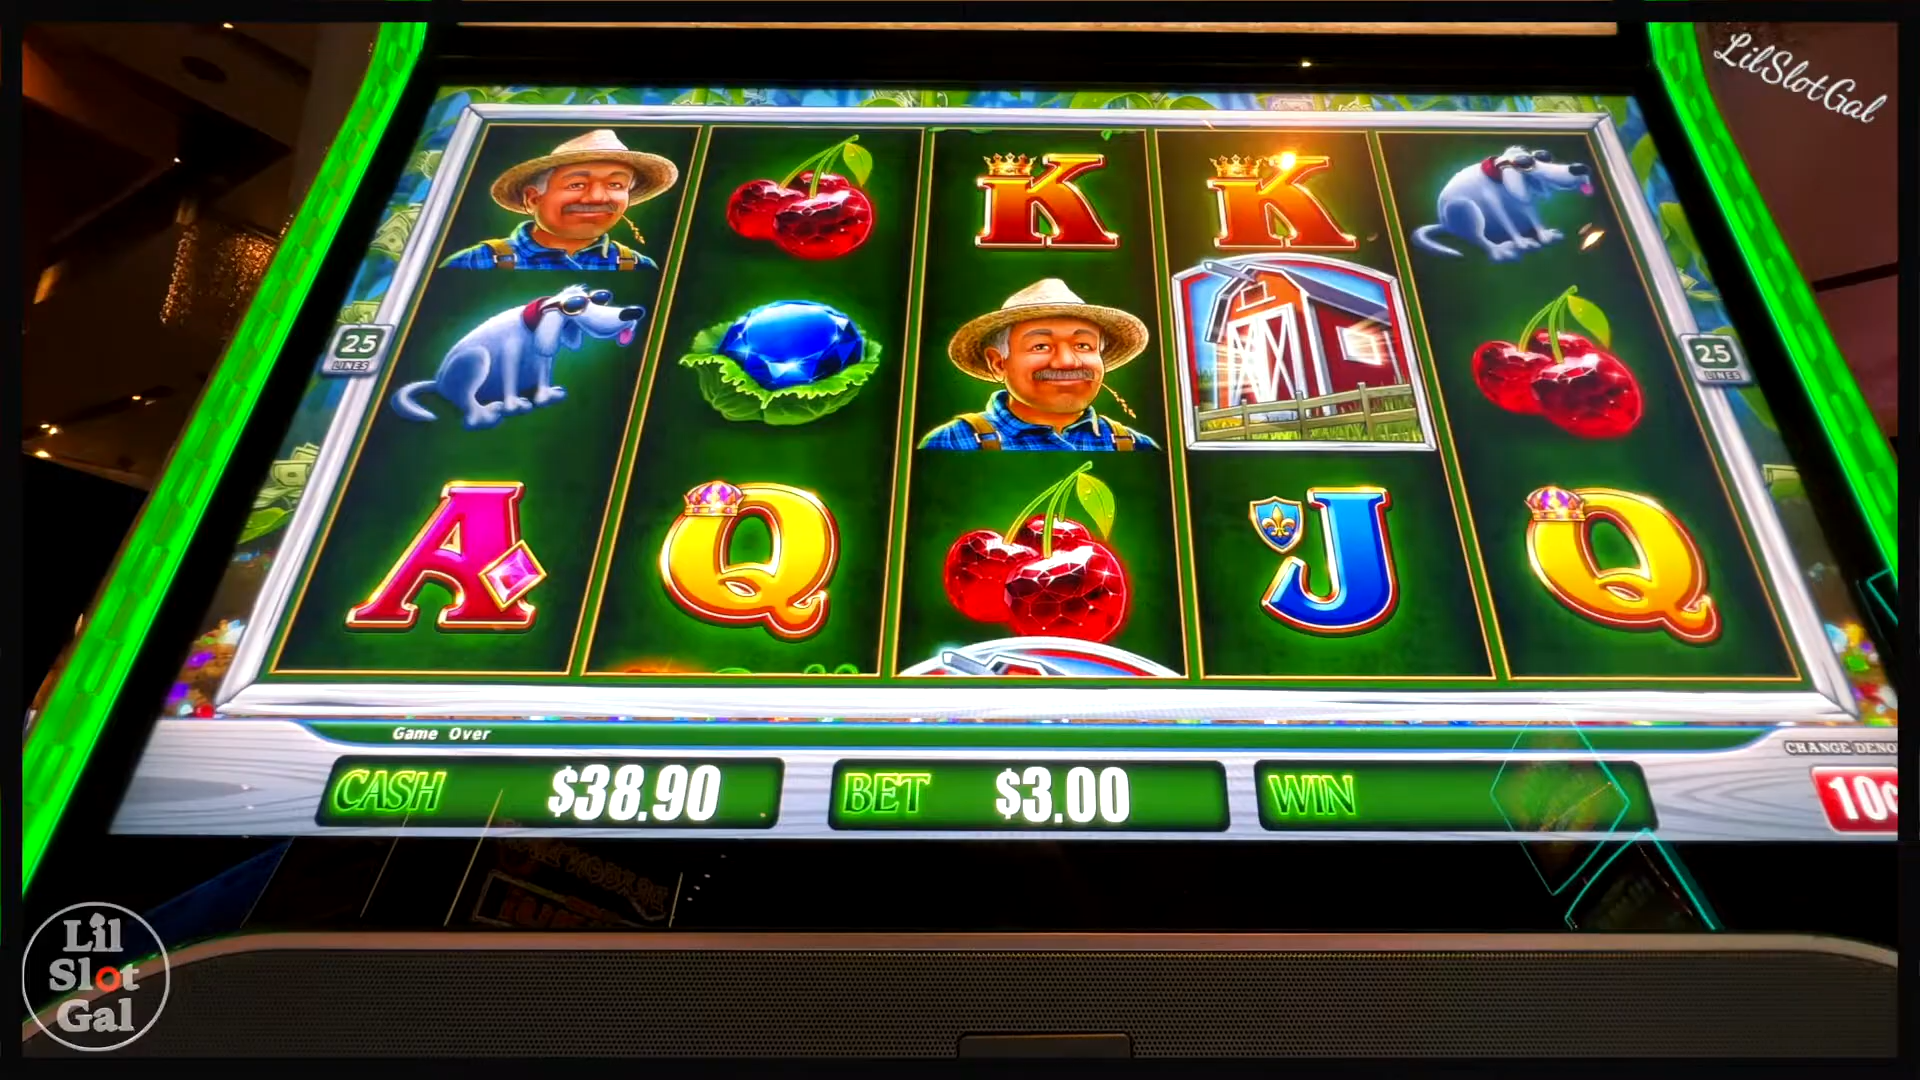 LilSlotGal
K
K
25
LINES
25
LINES
A
Q
J
Q
Game Over
CHANGE DENO
CASH
$38.90
BET
$3.00
WIN
10¢
Lil
Slot
Gal